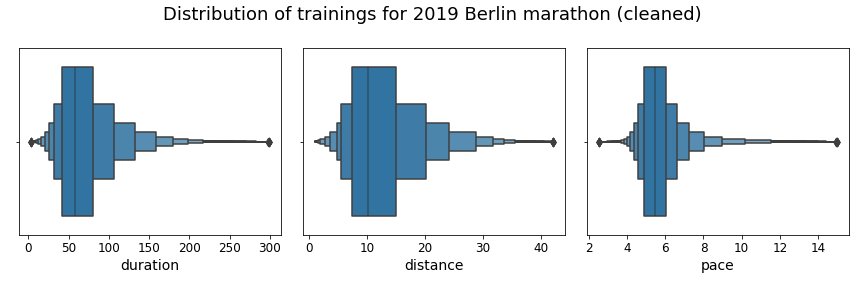 Distribution of trainings for 2019 Berlin marathon (cleaned)
0 50 100 150 200 250 300
duration
0 10 20 30 40
distance
2 4 6 8 10 12 14
pace